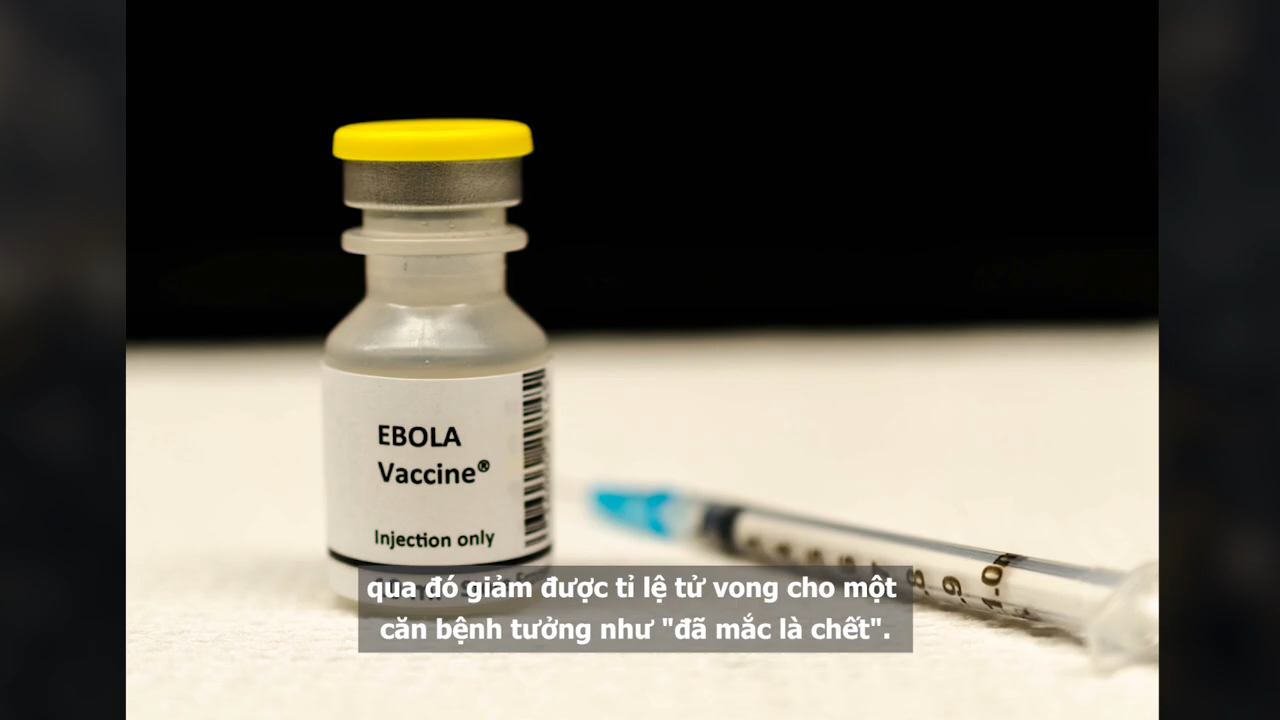 EBOLA
Vaccine®
Injection only
qua đó giảm được tỉ lệ tử vong cho một
căn bệnh tưởng như "đã mắc là chết".